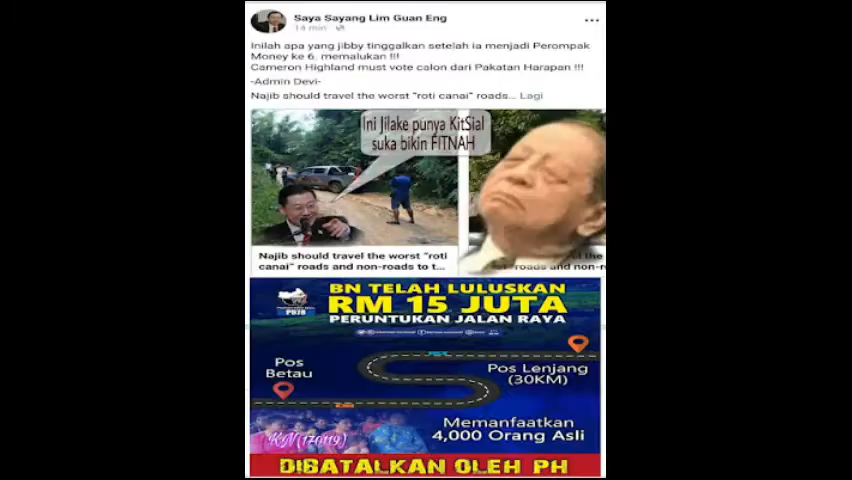 Saya Sayang Lim Guan Eng
14 min
Inilah apa yang jibby tinggalkan setelah ia menjadi Perompak
Money ke 6. memalukan !!!
Cameron Highland must vote calon dari Pakatan Harapan !!!
-Admin Devi-
Najib should travel the worst "roti canai" roads... Lagi
Ini Jilake punya KitSial
suka bikin FITNAH
Najib should travel the worst "roti
canai" roads and non-roads to t...
roads and non-r
BN TELAH LULUSKAN
RM 15 JUTA
PERUNTUKAN JALAN RAYA
P078
Pos
Betau
Pos Lenjang
(30KM)
Memanfaatkan
4,000 Orang Asli
KN(170119)
DIBATALKAN OLEH PH